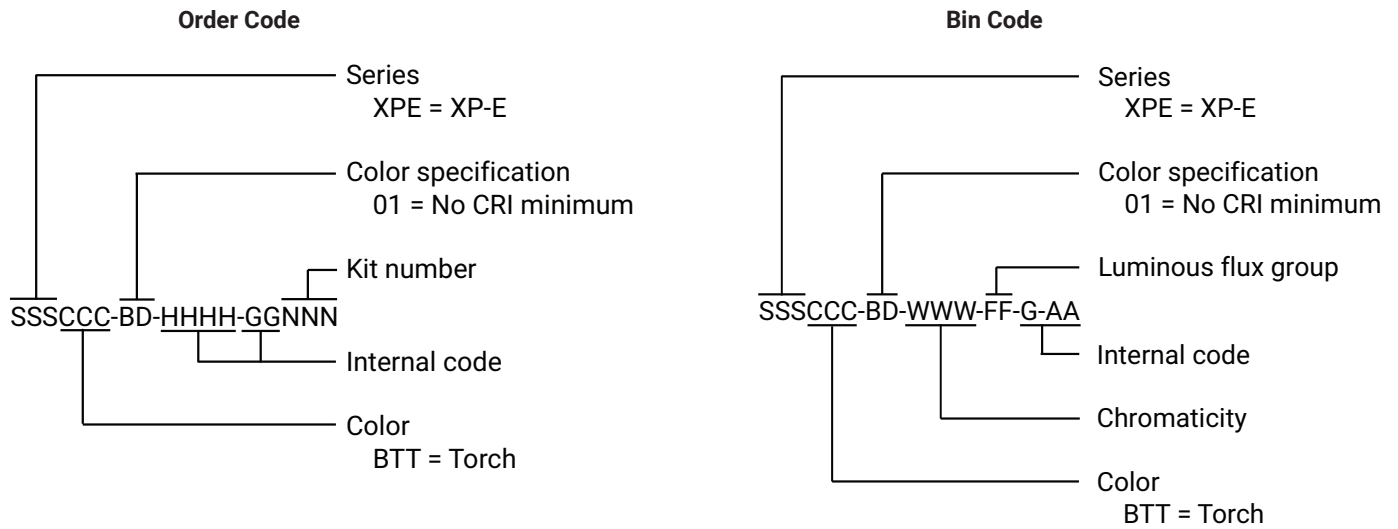 Order Code
Series
XPE = XP-E
Color specification
01 = No CRI minimum
Kit number
SSSCCC-BD-HHHH-GGNNN
Internal code
Color
BTT = Torch
Bin Code
Series
XPE = XP-E
Color specification
01 = No CRI minimum
Luminous flux group
SSSCCC-BD-WWW-FF-G-AA
Internal code
Chromaticity
Color
BTT = Torch